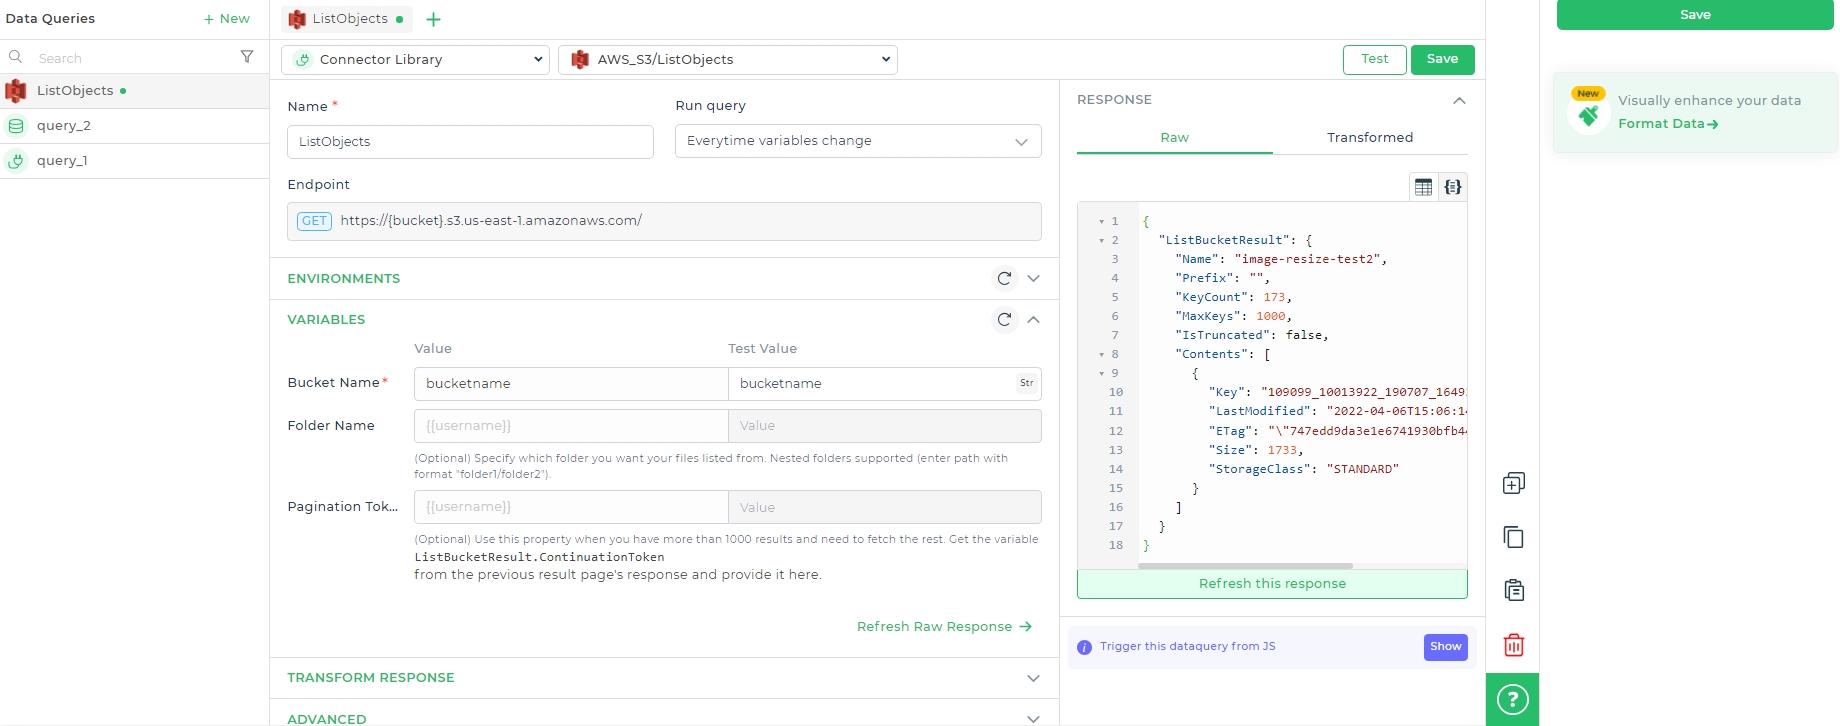 Data Queries
+ New
Search
ListObjects
query_2
query_1
ListObjects
Connector Library
AWS_S3/ListObjects
Test
Save
Name *
ListObjects
Run query
Everytime variables change
Endpoint
GET https://{bucket}.s3.us-east-1.amazonaws.com/
ENVIRONMENTS
VARIABLES
Value
Test Value
Bucket Name*
bucketname
bucketname
Str
Folder Name
{{username}}
Value
(Optional) Specify which folder you want your files listed from. Nested folders supported (enter path with
format "folder1/folder2").
Pagination Tok...
{{username}}
Value
(Optional) Use this property when you have more than 1000 results and need to fetch the rest. Get the variable
ListBucketResult.ContinuationToken
from the previous result page's response and provide it here.
Refresh Raw Response →
TRANSFORM RESPONSE
ADVANCED
RESPONSE
Raw
Transformed
1 {
2 "ListBucketResult": {
3 "Name": "image-resize-test2",
4 "Prefix": "",
5 "KeyCount": 173,
6 "MaxKeys": 1000,
7 "IsTruncated": false,
8 "Contents": [
9 {
10 "Key": "109099_10013922_190707_1649
11 "LastModified": "2022-04-06T15:06:14
12 "ETag": "\"747edd9da3e1e6741930bfb44
13 "Size": 1733,
14 "StorageClass": "STANDARD"
15 }
16 ]
17 }
18 }
Refresh this response
Trigger this dataquery from JS
Show
Save
New
Visually enhance your data
Format Data→